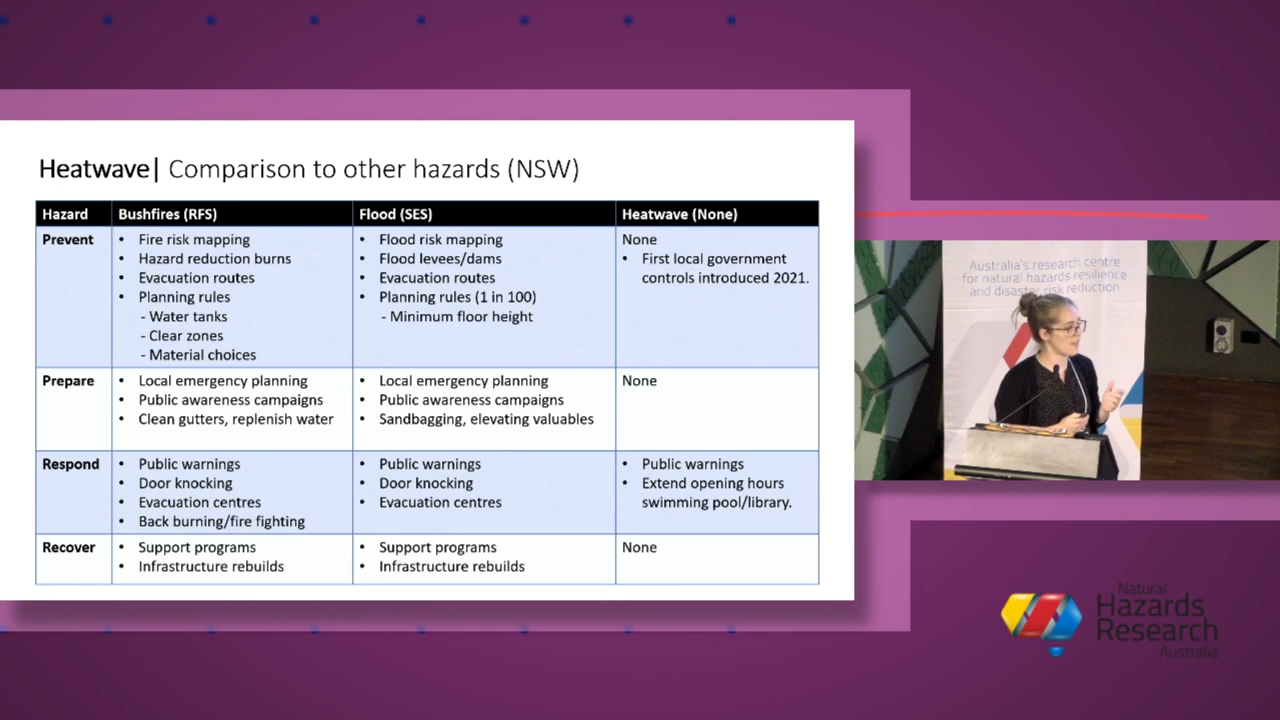 Heatwave| Comparison to other hazards (NSW)
Hazard
Bushfires (RFS)
Flood (SES)
Heatwave (None)
Prevent
• Fire risk mapping
• Hazard reduction burns
• Evacuation routes
• Planning rules
- Water tanks
- Clear zones
- Material choices
• Flood risk mapping
• Flood levees/dams
• Evacuation routes
• Planning rules (1 in 100)
- Minimum floor height
None
• First local government
controls introduced 2021.
Prepare
• Local emergency planning
• Public awareness campaigns
• Clean gutters, replenish water
• Local emergency planning
• Public awareness campaigns
• Sandbagging, elevating valuables
None
Respond
• Public warnings
• Door knocking
• Evacuation centres
• Back burning/fire fighting
• Public warnings
• Door knocking
• Evacuation centres
• Public warnings
• Extend opening hours
swimming pool/library.
Recover
• Support programs
• Infrastructure rebuilds
• Support programs
• Infrastructure rebuilds
None
Australia's research centre
for natural hazards resilience
and disaster risk reduction
Natural
Hazards
Research
Australia